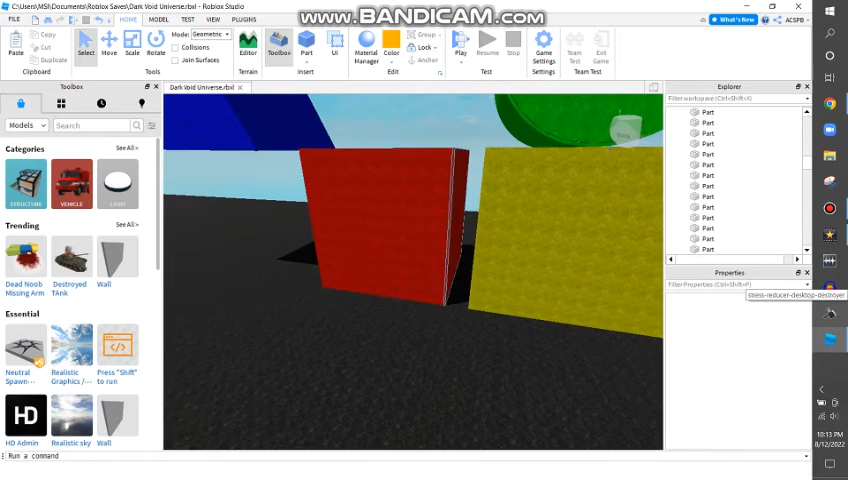 C:\Users\MSI\Documents\Roblox Saves\Dark Void Universe.rbxl - Roblox Studio
www.BANDICAM.com
FILE
HOME
MODEL
TEST
VIEW
PLUGINS
What's New
ACSPB
Paste
Copy
Cut
Duplicate
Clipboard
Select
Move
Scale
Rotate
Tools
Mode: Geometric
Collisions
Join Surfaces
Editor
Terrain
Toolbox
Part
UI
Insert
Material Manager
Color
Group
Lock
Edit
Play
Resume
Stop
Test
Game Settings
Settings
Team Test
Exit Game
Team Test
Toolbox
Dark Void Universe.rbxl
Explorer
Models
Search
Filter workspace (Ctrl+Shift+X)
Categories
See All >
STRUCTURE
VEHICLE
LIGHT
Trending
See All >
Dead Noob Missing Arm
Destroyed TAnk
Wall
Essential
Neutral Spawn...
Realistic Graphics /...
Press "Shift" to run
HD
HD Admin
Realistic sky
Wall
Back
Part
Part
Part
Part
Part
Part
Part
Part
Part
Part
Part
Part
Part
Part
Properties
Filter Properties (Ctrl+Shift+P)
stress-reducer-desktop-destroyer
Run a command
10:13 PM
8/12/2022